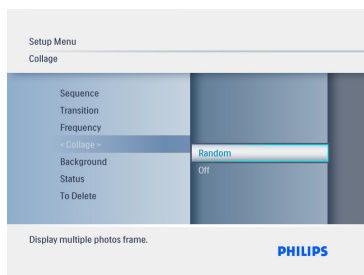 Setup Menu
Collage
Sequence
Transition
Frequency
< Collage >
Background
Status
To Delete
Random
Off
Display multiple photos frame.
PHILIPS